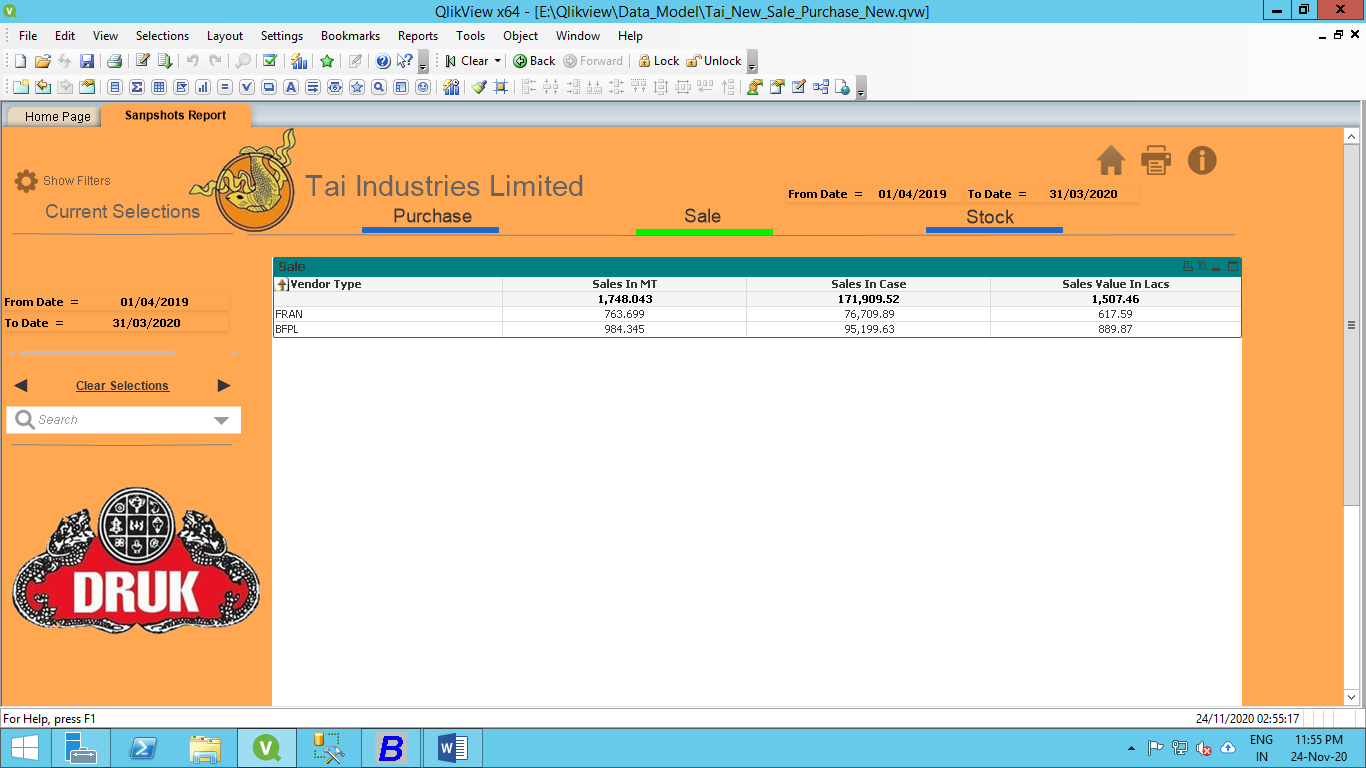 QlikView x64 - [E:\Qlikview\Data_Model\Tai_New_Sale_Purchase_New.qvw]
File Edit View Selections Layout Settings Bookmarks Reports Tools Object Window Help
Clear Back Forward Lock Unlock
Home Page Sanpshots Report
Show Filters
Current Selections
Tai Industries Limited
From Date = 01/04/2019 To Date = 31/03/2020
Purchase Sale Stock
From Date = 01/04/2019
To Date = 31/03/2020
Clear Selections
Search
DRUK
Sale
XL
Vendor Type Sales In MT Sales In Case Sales Value In Lacs
1,748.043 171,909.52 1,507.46
FRAN 763.699 76,709.89 617.59
BFPL 984.345 95,199.63 889.87
For Help, press F1
24/11/2020 02:55:17
ENG 11:55 PM
IN 24-Nov-20